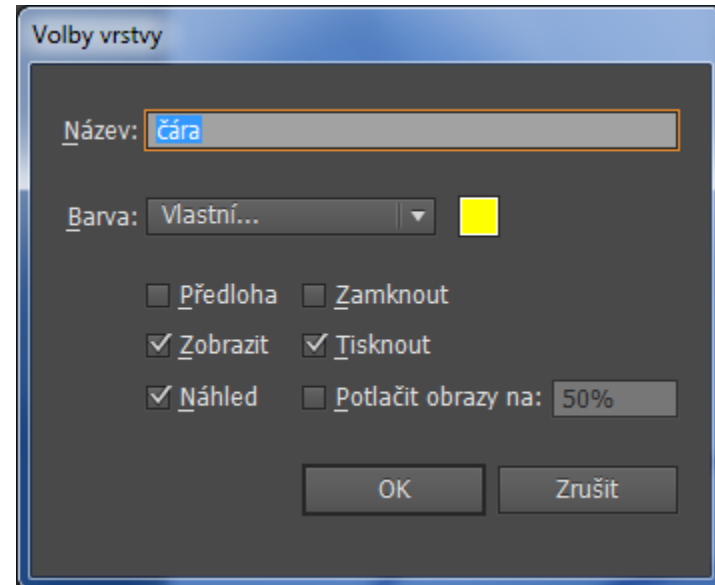 Volby vrstvy
Název: čára
Barva: Vlastní...
Předloha Zamknout
Zobrazit Tisknout
Náhled Potlačit obrazy na: 50%
OK Zrušit